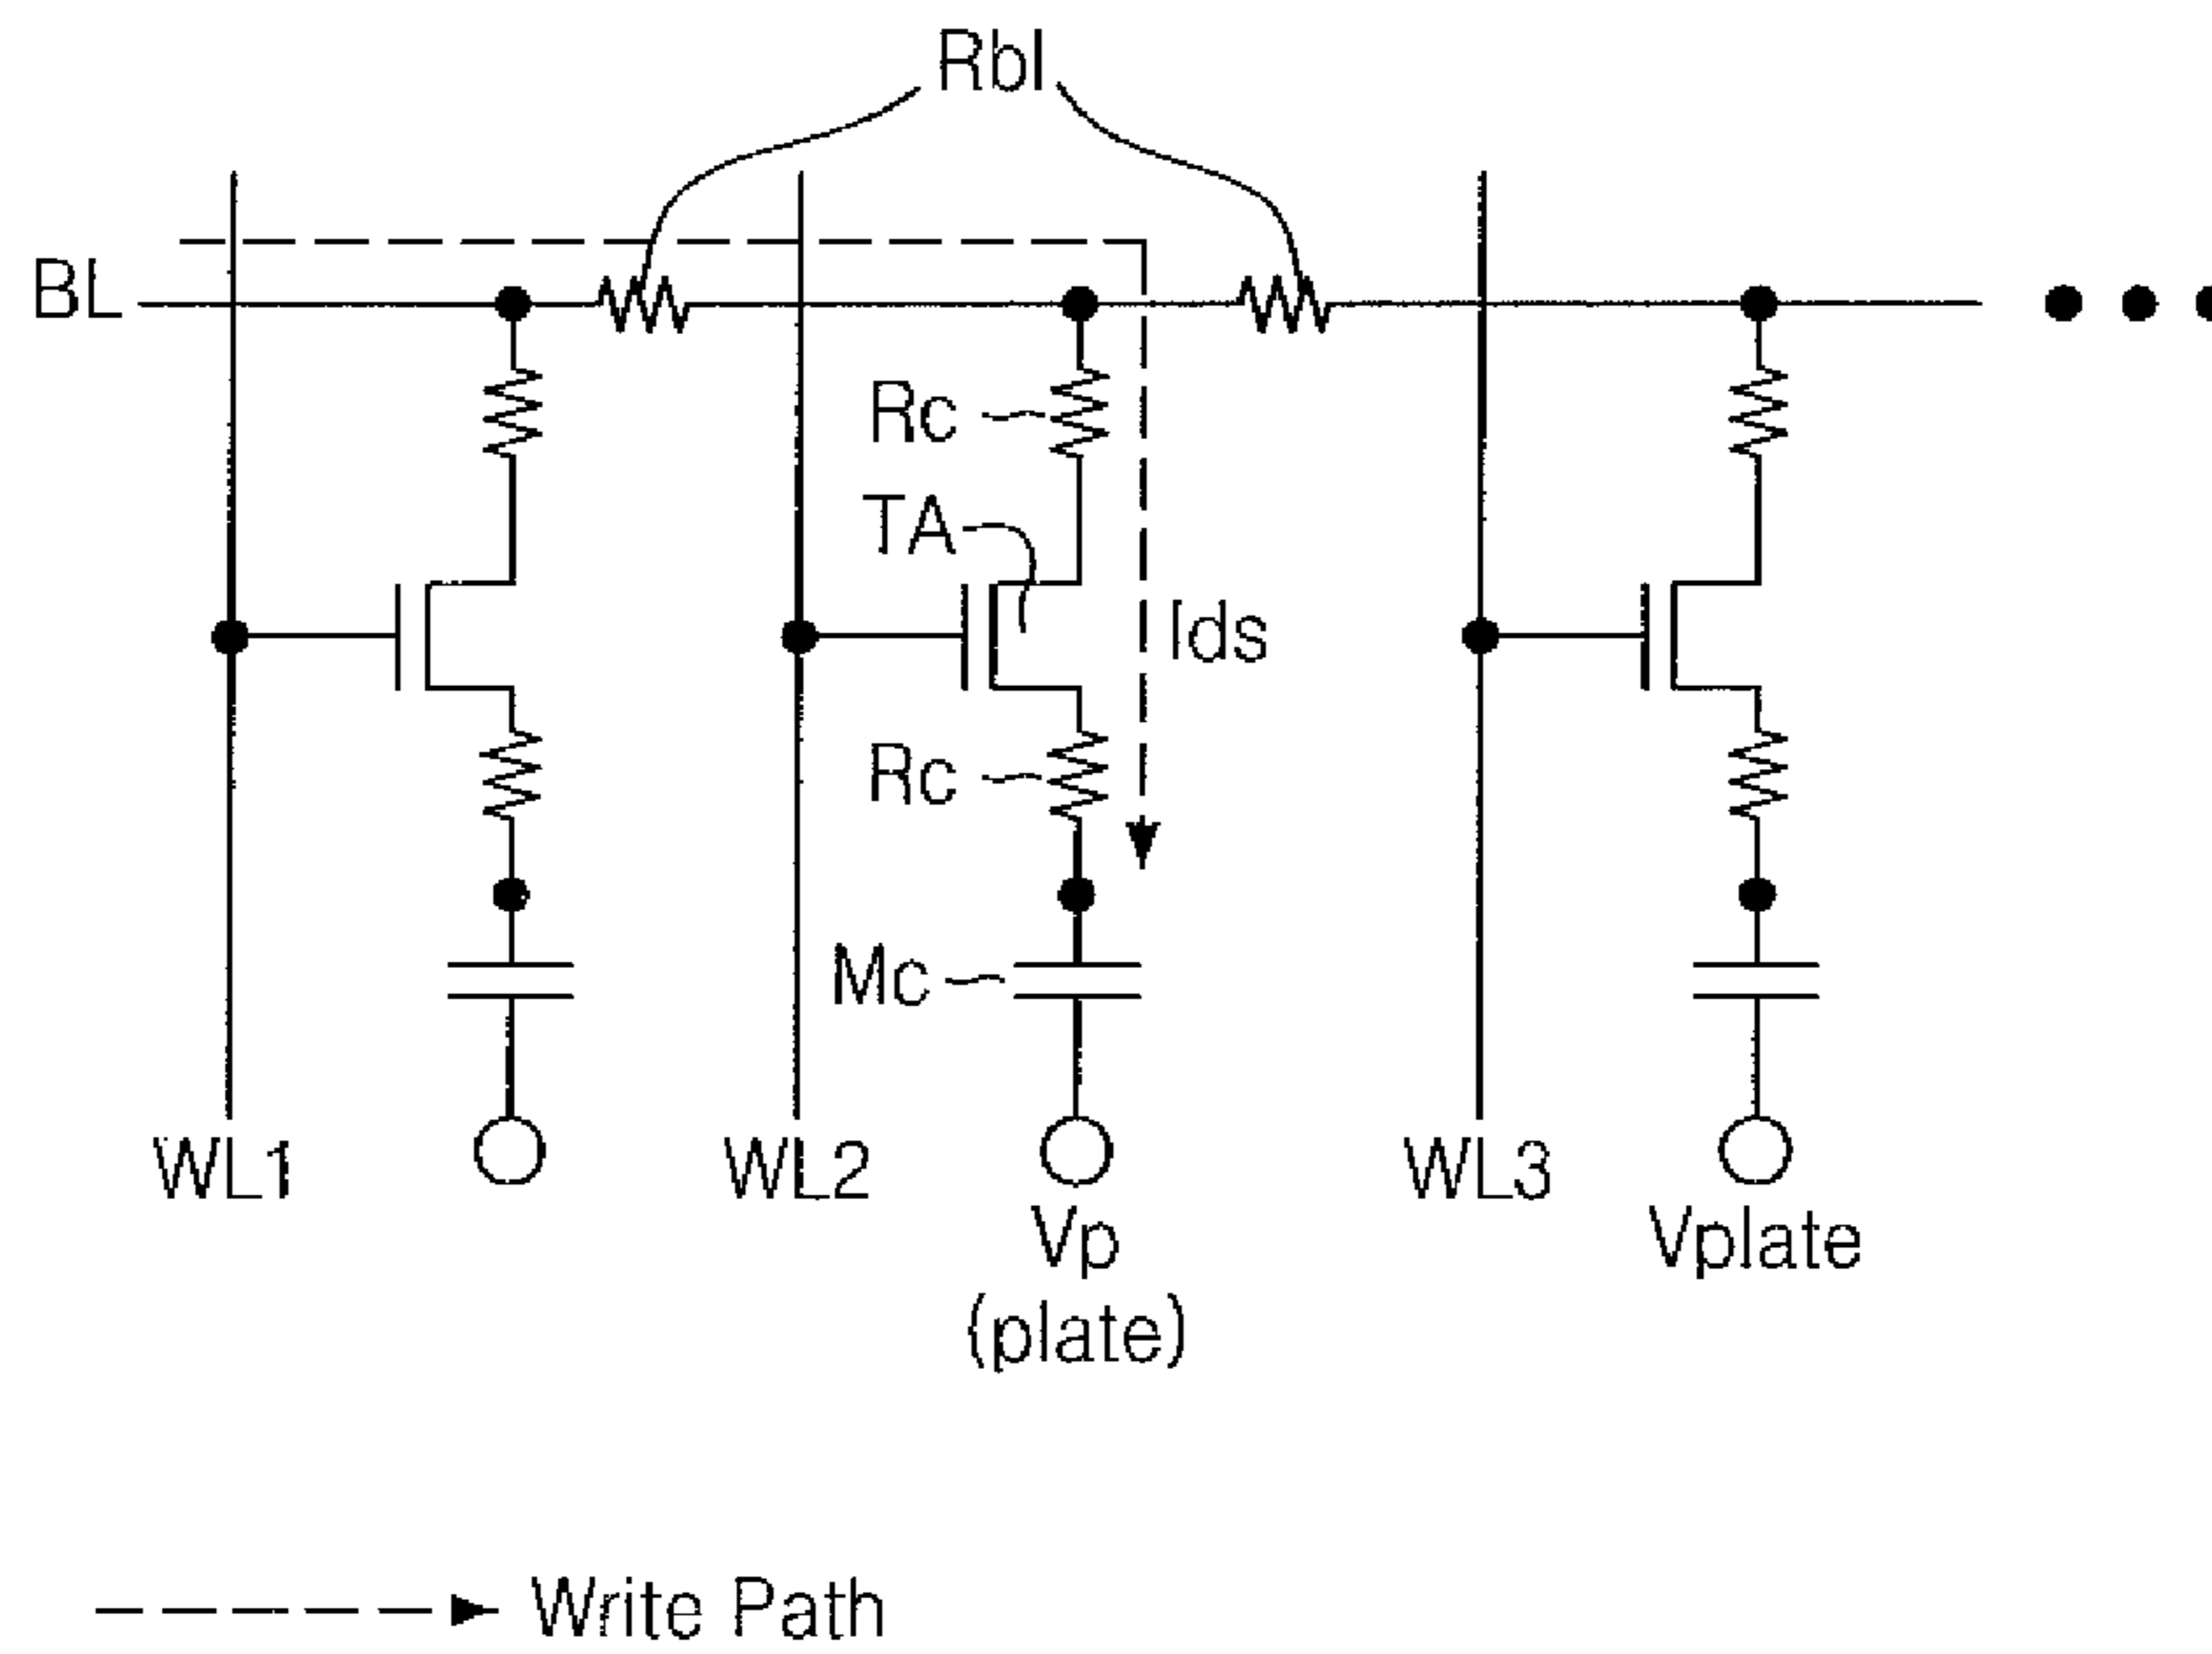 Rbl
BL
Rc
TA
Ids
Rc
Mc
WL1
WL2
WL3
Vp
(plate)
Vplate
Write Path